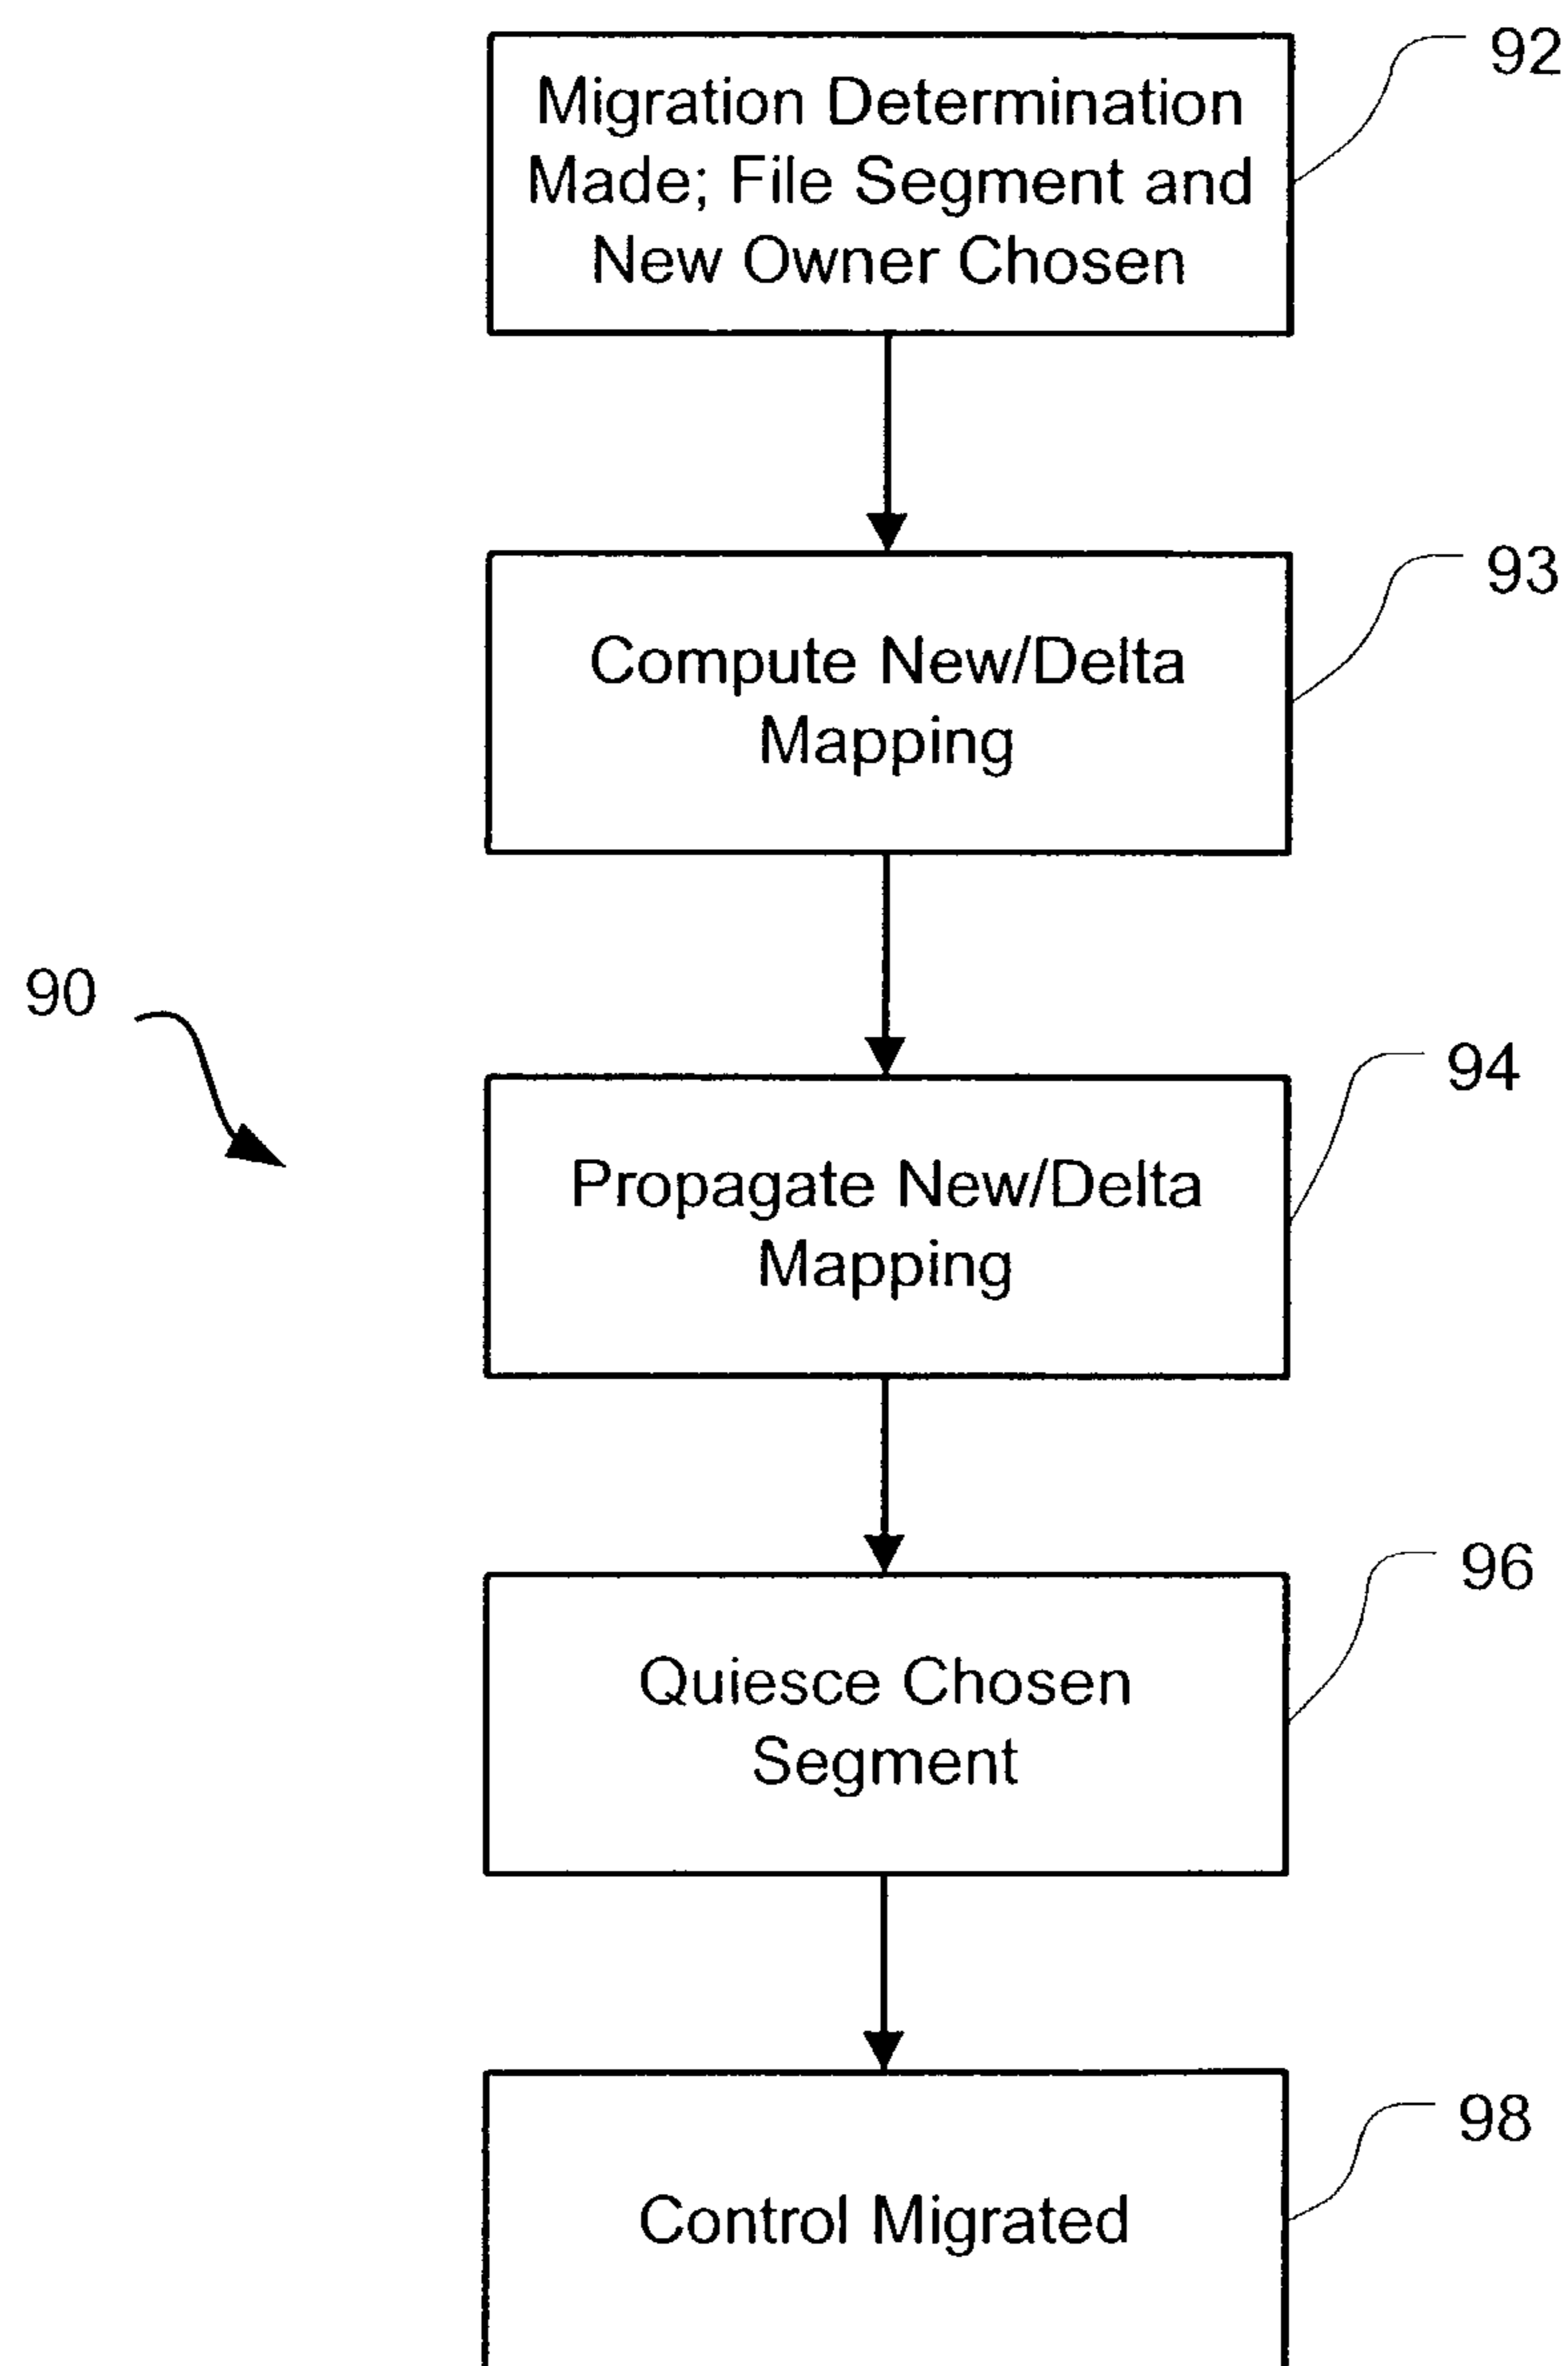 92
Migration Determination
Made; File Segment and
New Owner Chosen
93
Compute New/Delta
Mapping
90
94
Propagate New/Delta
Mapping
96
Quiesce Chosen
Segment
98
Control Migrated